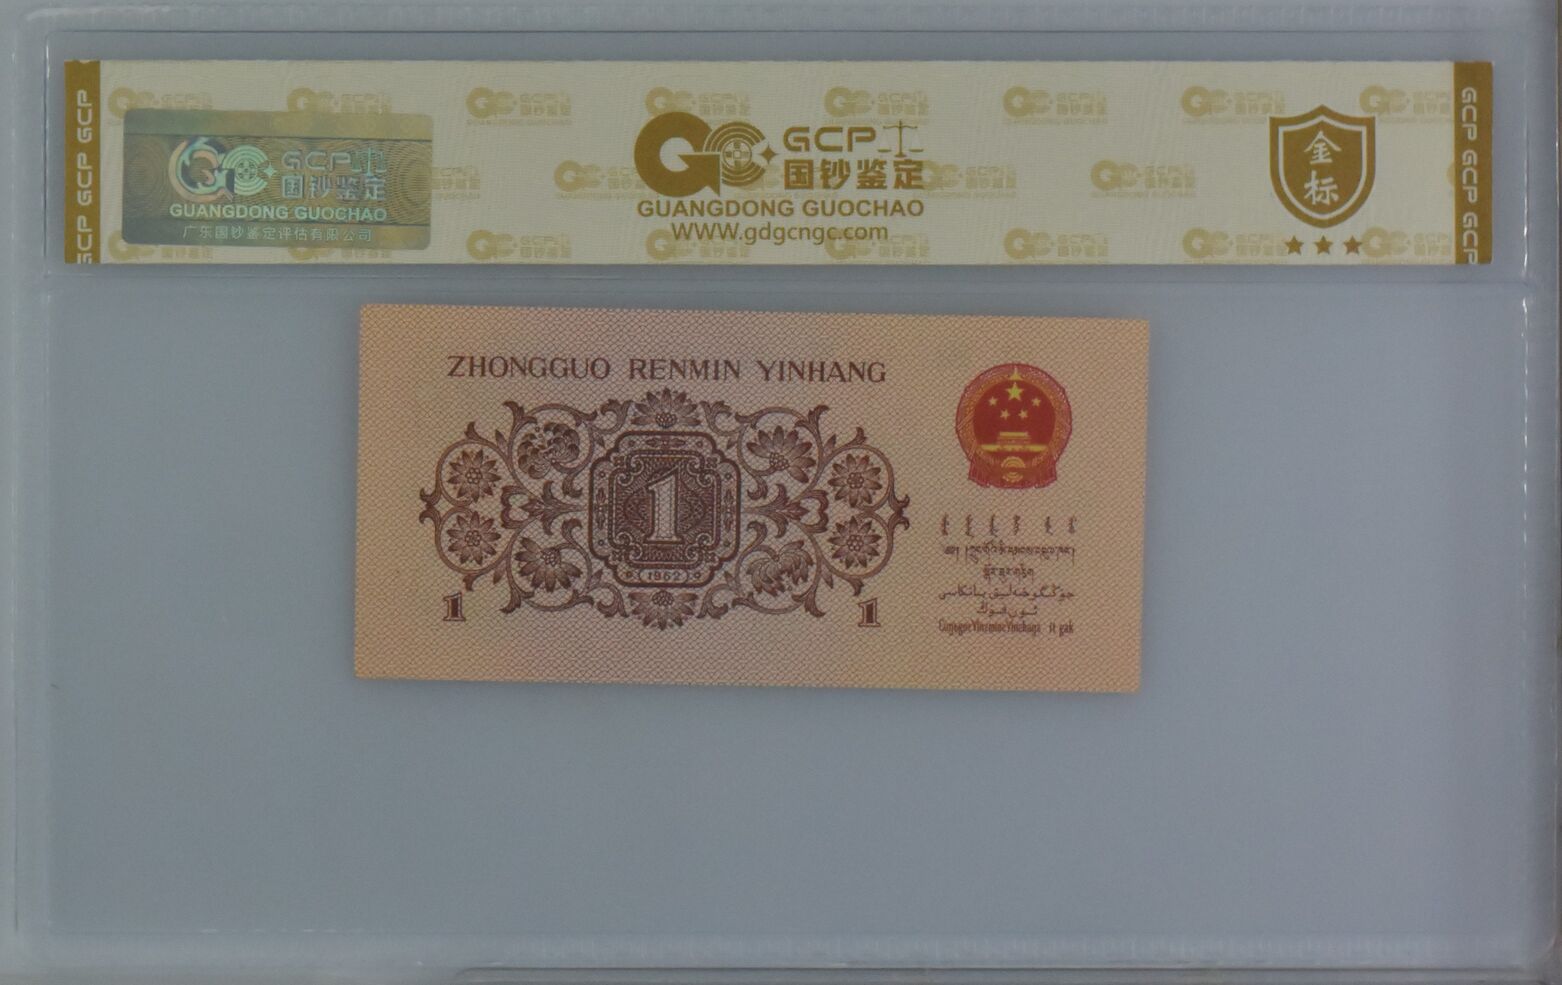 GCP GCP GCP
GCP 国钞鉴定
GUANGDONG GUOCHAO
广东国钞鉴定评估有限公司
GCP
国钞鉴定
GUANGDONG GUOCHAO
WWW.gdgcngc.com
金标
GCP GCP GCP
ZHONGGUO RENMIN YINHANG
1
(1962)
1
1